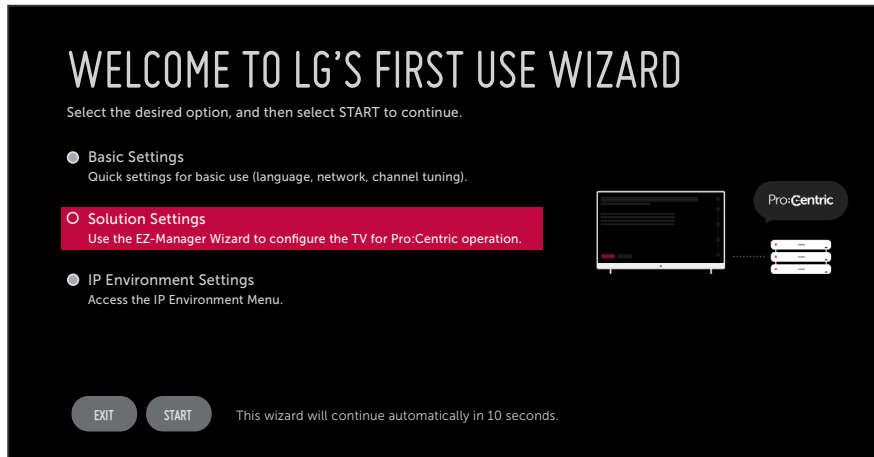 WELCOME TO LG'S FIRST USE WIZARD
Select the desired option, and then select START to continue.
Basic Settings
Quick settings for basic use (language, network, channel tuning).
Solution Settings
Use the EZ-Manager Wizard to configure the TV for Pro:Centric operation.
Pro:Centric
IP Environment Settings
Access the IP Environment Menu.
EXIT
START
This wizard will continue automatically in 10 seconds.